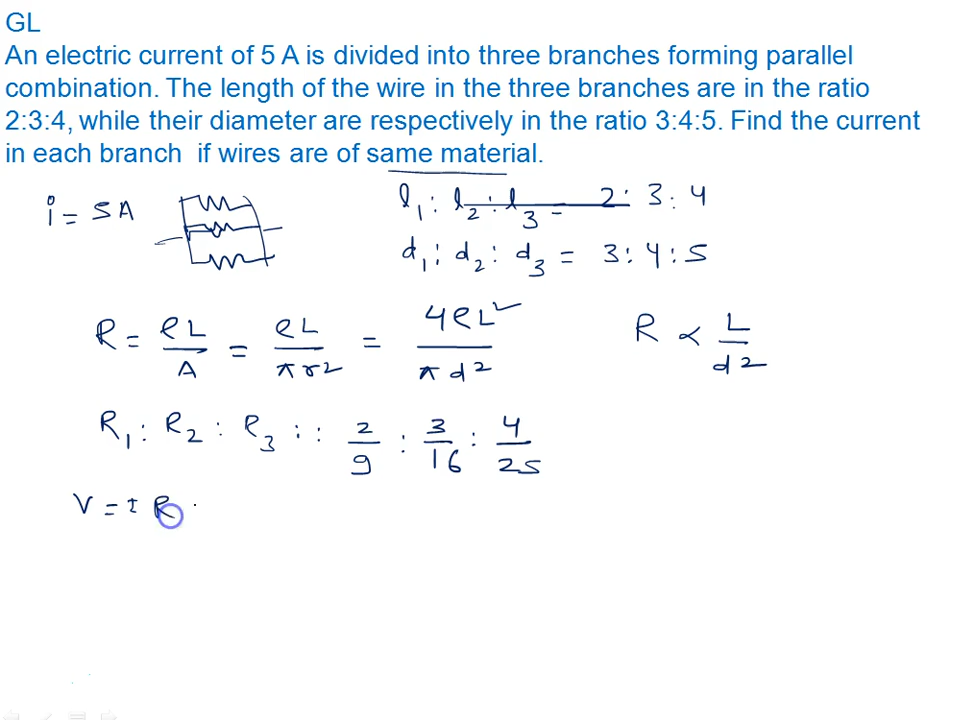 GL
An electric current of 5 A is divided into three branches forming parallel
combination. The length of the wire in the three branches are in the ratio
2:3:4, while their diameter are respectively in the ratio 3:4:5. Find the current
in each branch if wires are of same material.
i = 5 A
l₁ : l₂ : l₃ = 2 : 3 : 4
d₁ : d₂ : d₃ = 3 : 4 : 5
R = ρL/A = ρL/πr² = 4ρL/πd²
R ∝ L/d²
R₁ : R₂ : R₃ :: 2/9 : 3/16 : 4/25
V = I R